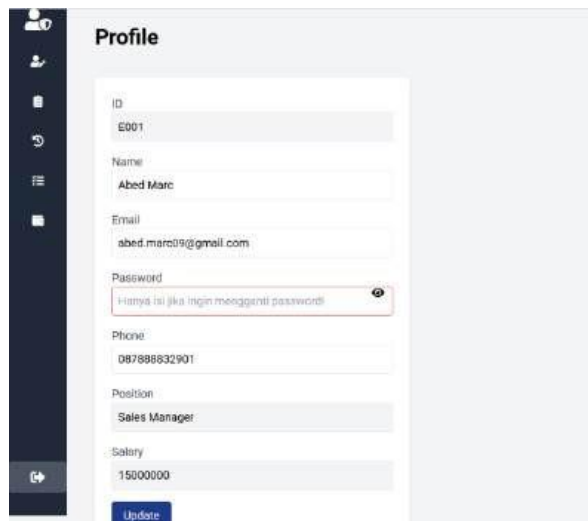 Profile
ID
E001
Name
Abed Marc
Email
abed.marc09@gmail.com
Password
Hanya isi jika ingin mengganti password!
Phone
087888832901
Position
Sales Manager
Salary
15000000
Update